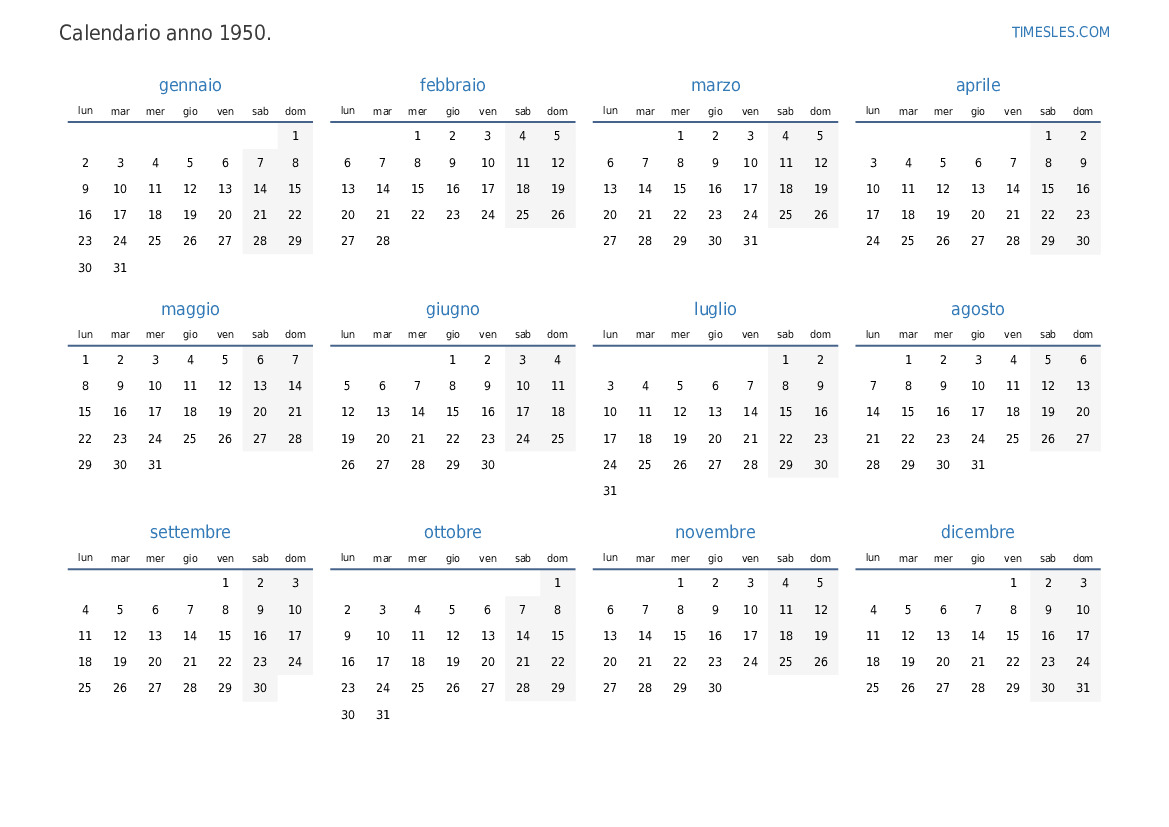 Calendario anno 1950.
TIMESLES.COM
gennaio
lun mar mer gio ven sab dom
1
2 3 4 5 6 7 8
9 10 11 12 13 14 15
16 17 18 19 20 21 22
23 24 25 26 27 28 29
30 31
febbraio
lun mar mer gio ven sab dom
1 2 3 4 5
6 7 8 9 10 11 12
13 14 15 16 17 18 19
20 21 22 23 24 25 26
27 28
marzo
lun mar mer gio ven sab dom
1 2 3 4 5
6 7 8 9 10 11 12
13 14 15 16 17 18 19
20 21 22 23 24 25 26
27 28 29 30 31
aprile
lun mar mer gio ven sab dom
1 2
3 4 5 6 7 8 9
10 11 12 13 14 15 16
17 18 19 20 21 22 23
24 25 26 27 28 29 30
maggio
lun mar mer gio ven sab dom
1 2 3 4 5 6 7
8 9 10 11 12 13 14
15 16 17 18 19 20 21
22 23 24 25 26 27 28
29 30 31
giugno
lun mar mer gio ven sab dom
1 2 3 4
5 6 7 8 9 10 11
12 13 14 15 16 17 18
19 20 21 22 23 24 25
26 27 28 29 30
luglio
lun mar mer gio ven sab dom
1 2
3 4 5 6 7 8 9
10 11 12 13 14 15 16
17 18 19 20 21 22 23
24 25 26 27 28 29 30
31
agosto
lun mar mer gio ven sab dom
1 2 3 4 5 6
7 8 9 10 11 12 13
14 15 16 17 18 19 20
21 22 23 24 25 26 27
28 29 30 31
settembre
lun mar mer gio ven sab dom
1 2 3
4 5 6 7 8 9 10
11 12 13 14 15 16 17
18 19 20 21 22 23 24
25 26 27 28 29 30
ottobre
lun mar mer gio ven sab dom
1
2 3 4 5 6 7 8
9 10 11 12 13 14 15
16 17 18 19 20 21 22
23 24 25 26 27 28 29
30 31
novembre
lun mar mer gio ven sab dom
1 2 3 4 5
6 7 8 9 10 11 12
13 14 15 16 17 18 19
20 21 22 23 24 25 26
27 28 29 30
dicembre
lun mar mer gio ven sab dom
1 2 3
4 5 6 7 8 9 10
11 12 13 14 15 16 17
18 19 20 21 22 23 24
25 26 27 28 29 30 31